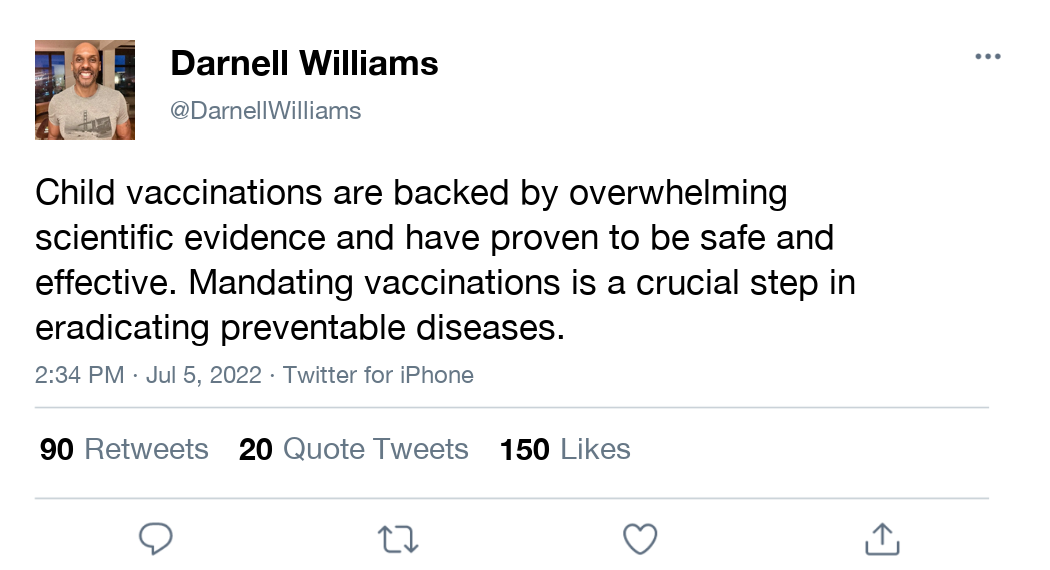 Darnell Williams
@DarnellWilliams
Child vaccinations are backed by overwhelming
scientific evidence and have proven to be safe and
effective. Mandating vaccinations is a crucial step in
eradicating preventable diseases.
2:34 PM · Jul 5, 2022 · Twitter for iPhone
90 Retweets 20 Quote Tweets 150 Likes